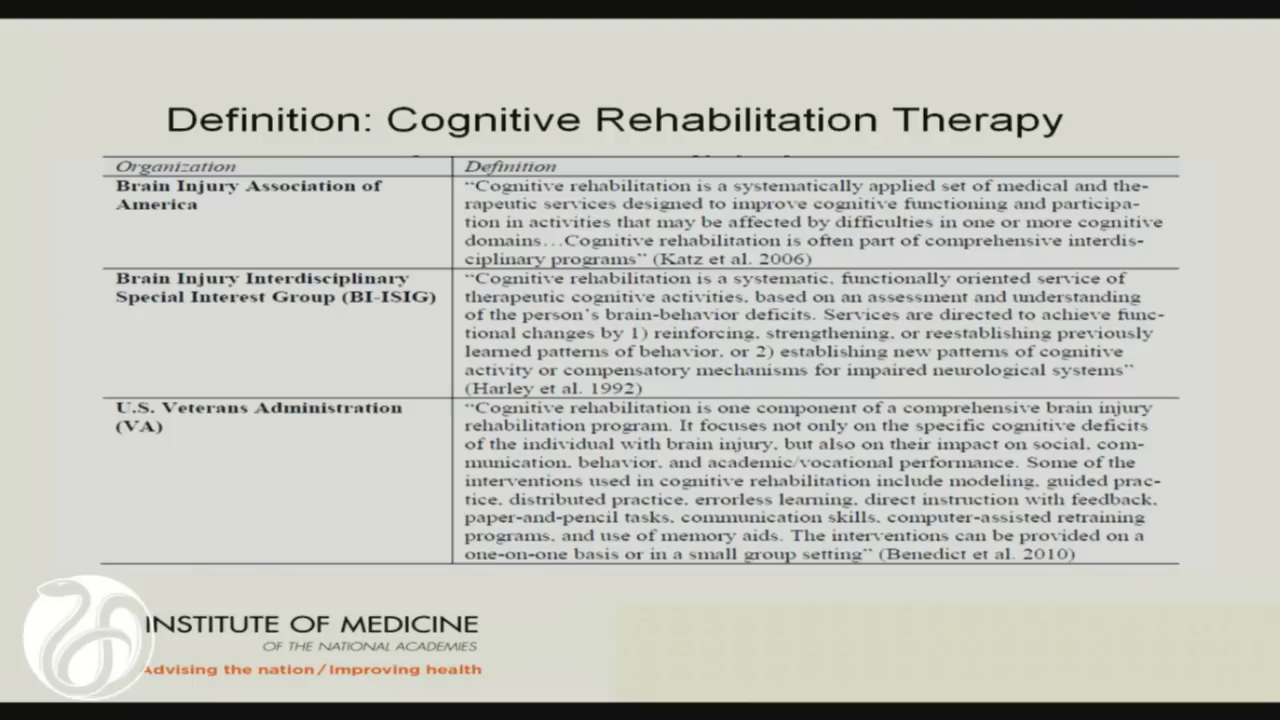 Definition: Cognitive Rehabilitation Therapy
Organization
Definition
Brain Injury Association of
America
“Cognitive rehabilitation is a systematically applied set of medical and the-
rapeutic services designed to improve cognitive functioning and participa-
tion in activities that may be affected by difficulties in one or more cognitive
domains…Cognitive rehabilitation is often part of comprehensive interdis-
ciplinary programs” (Katz et al. 2006)
Brain Injury Interdisciplinary
Special Interest Group (BI-ISIG)
“Cognitive rehabilitation is a systematic, functionally oriented service of
therapeutic cognitive activities, based on an assessment and understanding
of the person’s brain-behavior deficits. Services are directed to achieve func-
tional changes by 1) reinforcing, strengthening, or reestablishing previously
learned patterns of behavior, or 2) establishing new patterns of cognitive
activity or compensatory mechanisms for impaired neurological systems”
(Harley et al. 1992)
U.S. Veterans Administration
(VA)
“Cognitive rehabilitation is one component of a comprehensive brain injury
rehabilitation program. It focuses not only on the specific cognitive deficits
of the individual with brain injury, but also on their impact on social, com-
munication, behavior, and academic/vocational performance. Some of the
interventions used in cognitive rehabilitation include modeling, guided prac-
tice, distributed practice, errorless learning, direct instruction with feedback,
paper-and-pencil tasks, communication skills, computer-assisted retraining
programs, and use of memory aids. The interventions can be provided on a
one-on-one basis or in a small group setting” (Benedict et al. 2010)
INSTITUTE OF MEDICINE
OF THE NATIONAL ACADEMIES
Advising the nation/Improving health